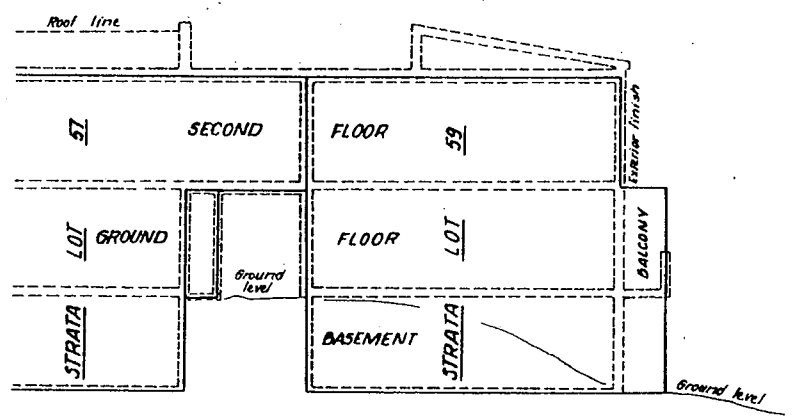 Roof line
57
SECOND
FLOOR
59
Exterior finish
LOT
GROUND
FLOOR
LOT
BALCONY
Ground
level
STRATA
BASEMENT
STRATA
Ground level